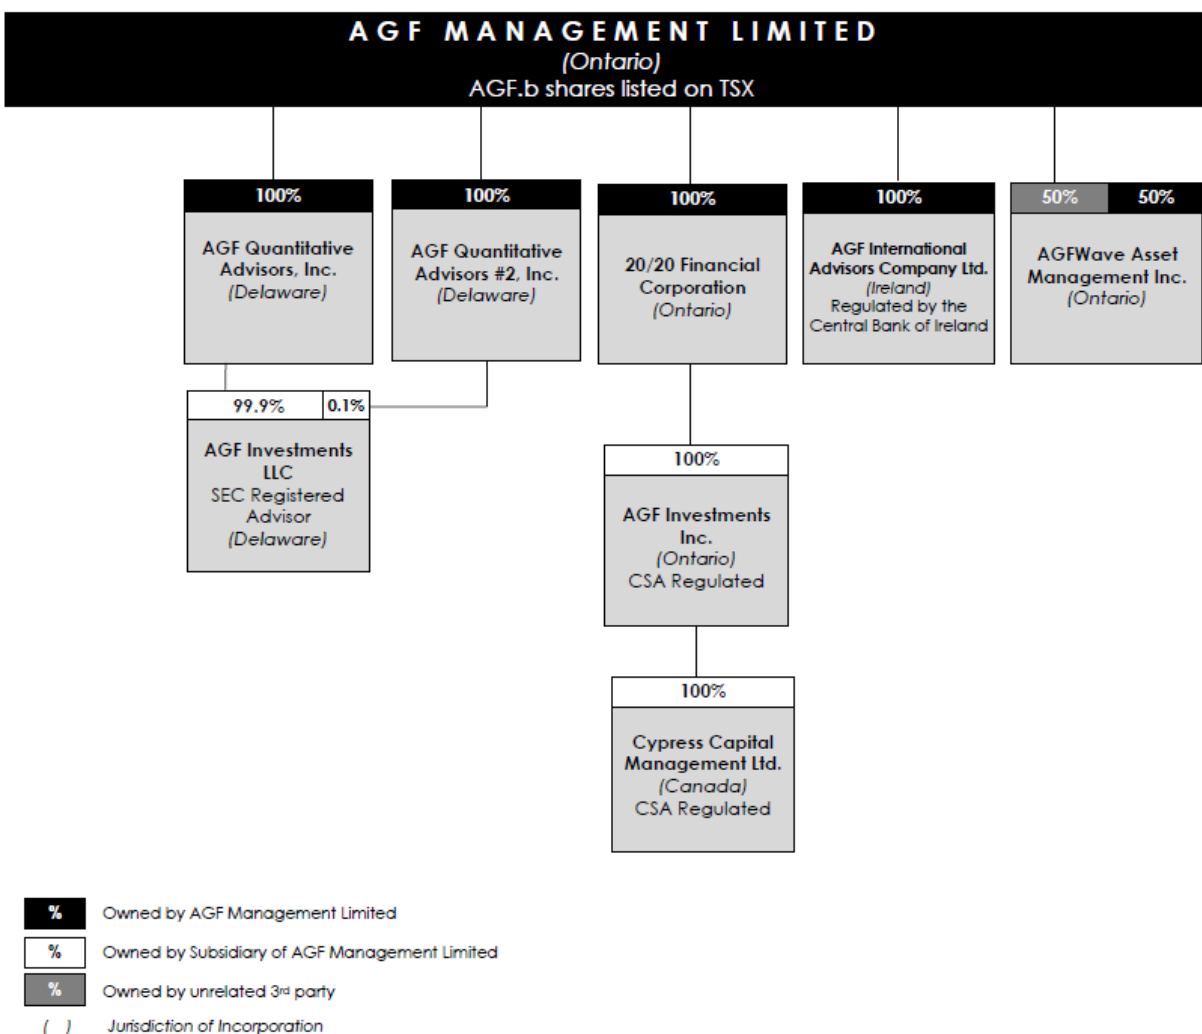 AGF MANAGEMENT LIMITED
(Ontario)
AGF.b shares listed on TSX
100%
AGF Quantitative
Advisors, Inc.
(Delaware)
100%
AGF Quantitative
Advisors #2, Inc.
(Delaware)
100%
20/20 Financial
Corporation
(Ontario)
100%
AGF International
Advisors Company Ltd.
(Ireland)
Regulated by the
Central Bank of Ireland
50% 50%
AGFWave Asset
Management Inc.
(Ontario)
99.9% 0.1%
AGF Investments
LLC
SEC Registered
Advisor
(Delaware)
100%
AGF Investments
Inc.
(Ontario)
CSA Regulated
100%
Cypress Capital
Management Ltd.
(Canada)
CSA Regulated
% Owned by AGF Management Limited
% Owned by Subsidiary of AGF Management Limited
% Owned by unrelated 3rd party
( ) Jurisdiction of Incorporation